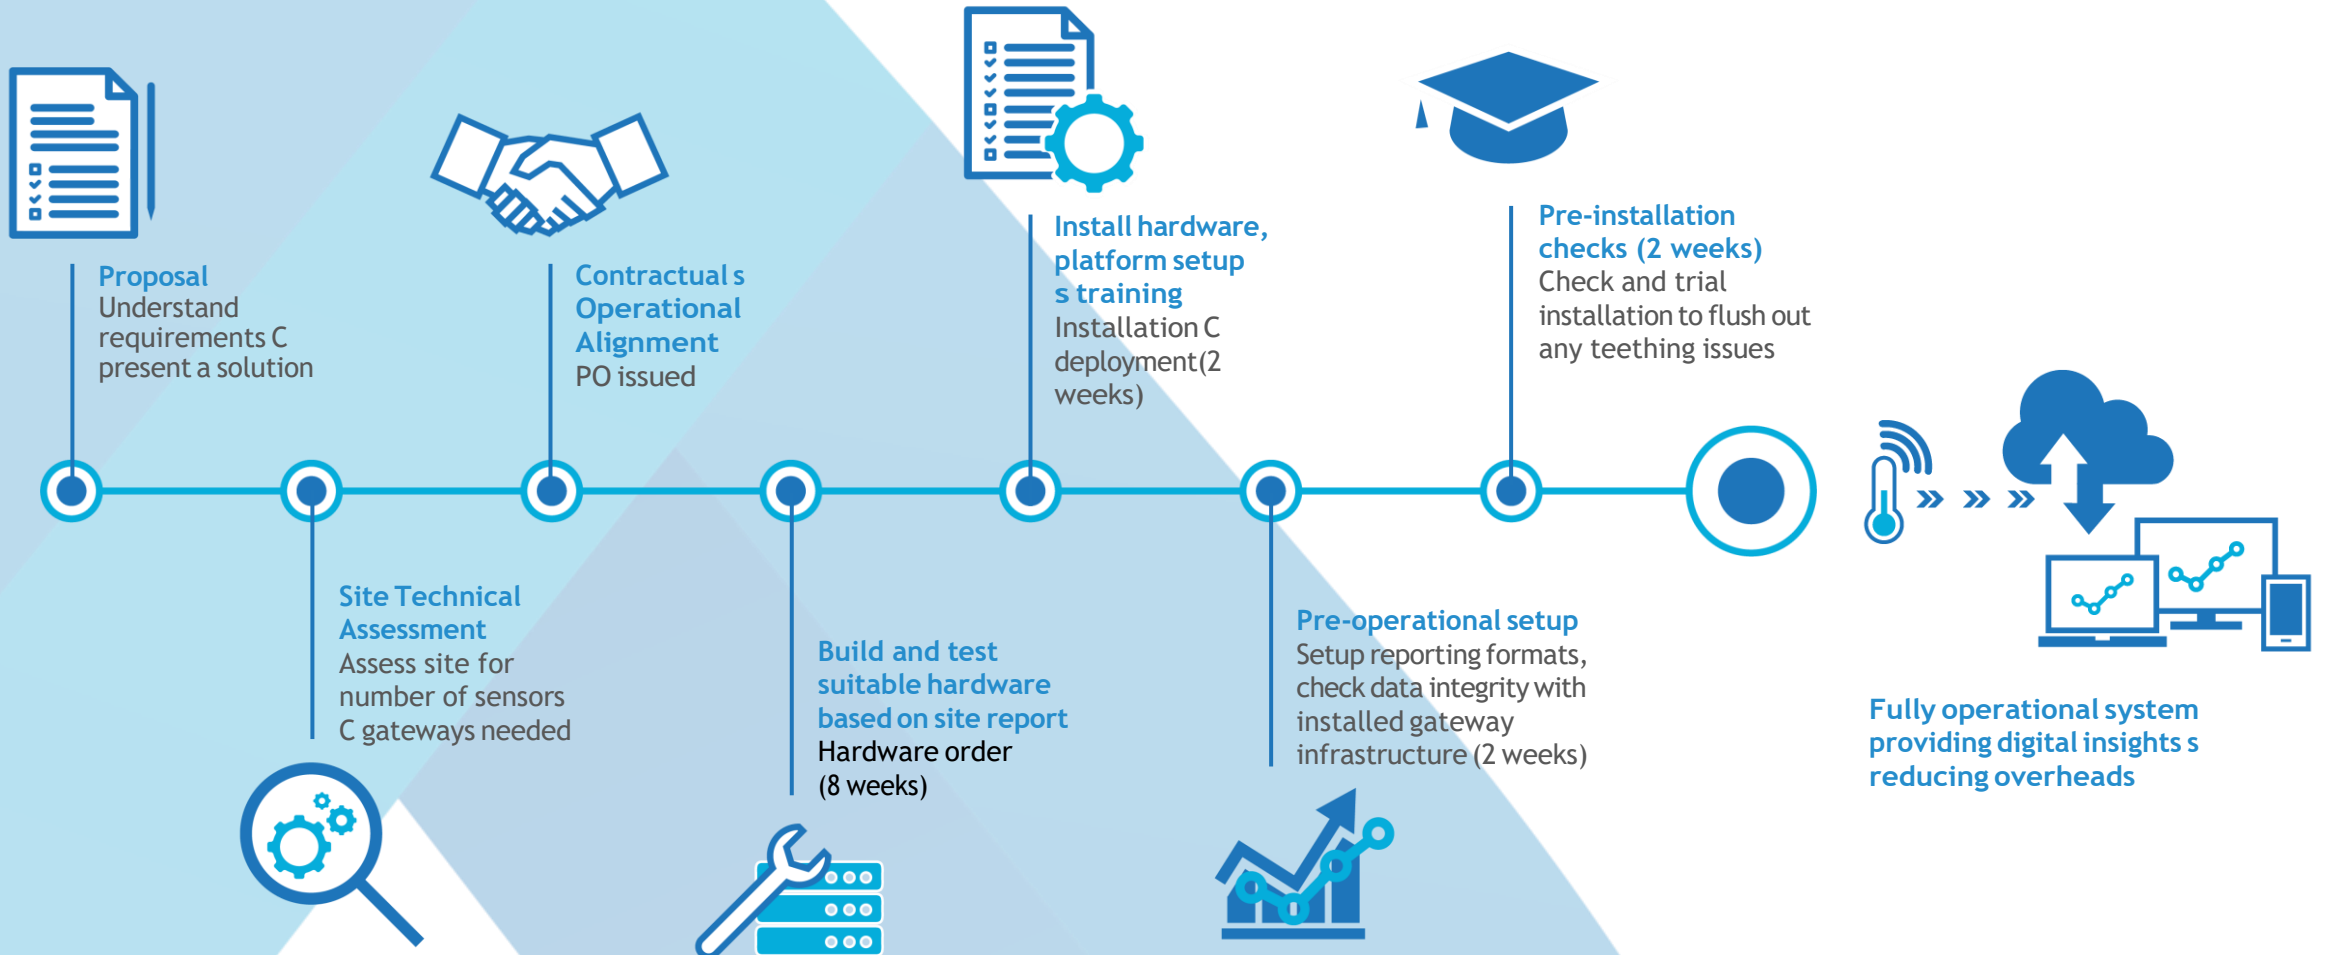 Proposal
Understand
requirements C
present a solution
Site Technical
Assessment
Assess site for
number of sensors
C gateways needed
Contractual s
Operational
Alignment
PO issued
Build and test
suitable hardware
based on site report
Hardware order
(8 weeks)
Install hardware,
platform setup
s training
Installation C
deployment(2
weeks)
Pre-operational setup
Setup reporting formats,
check data integrity with
installed gateway
infrastructure (2 weeks)
Pre-installation
checks (2 weeks)
Check and trial
installation to flush out
any teething issues
Fully operational system
providing digital insights s
reducing overheads